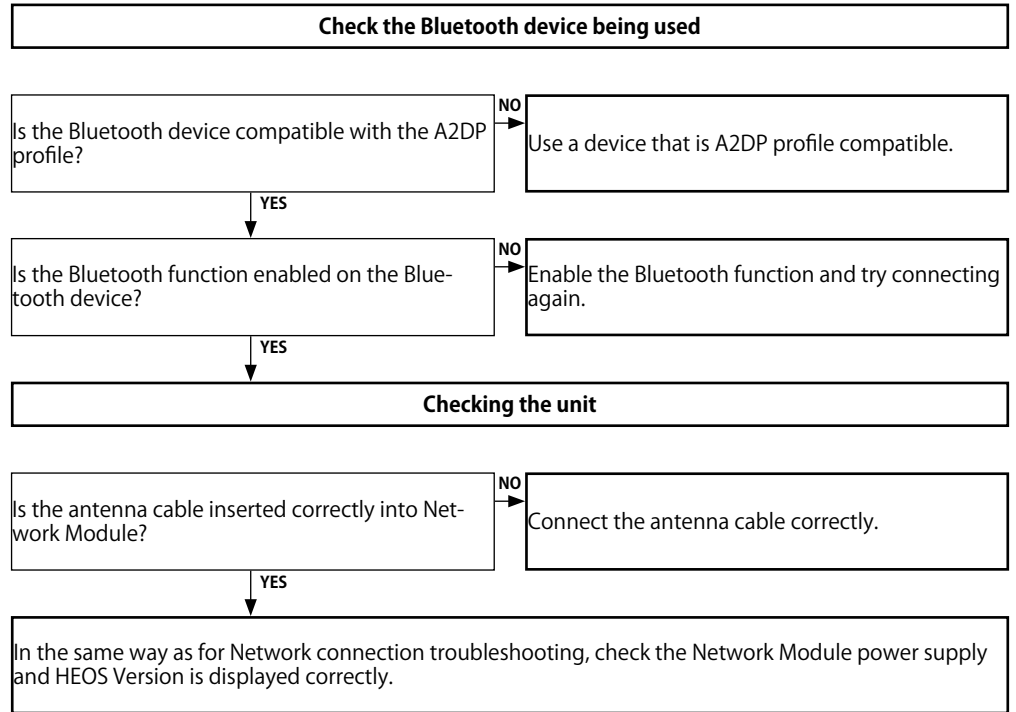 Check the Bluetooth device being used
Is the Bluetooth device compatible with the A2DP
profile?
NO
Use a device that is A2DP profile compatible.
YES
Is the Bluetooth function enabled on the Blue-
tooth device?
NO
Enable the Bluetooth function and try connecting
again.
YES
Checking the unit
Is the antenna cable inserted correctly into Net-
work Module?
NO
Connect the antenna cable correctly.
YES
In the same way as for Network connection troubleshooting, check the Network Module power supply
and HEOS Version is displayed correctly.